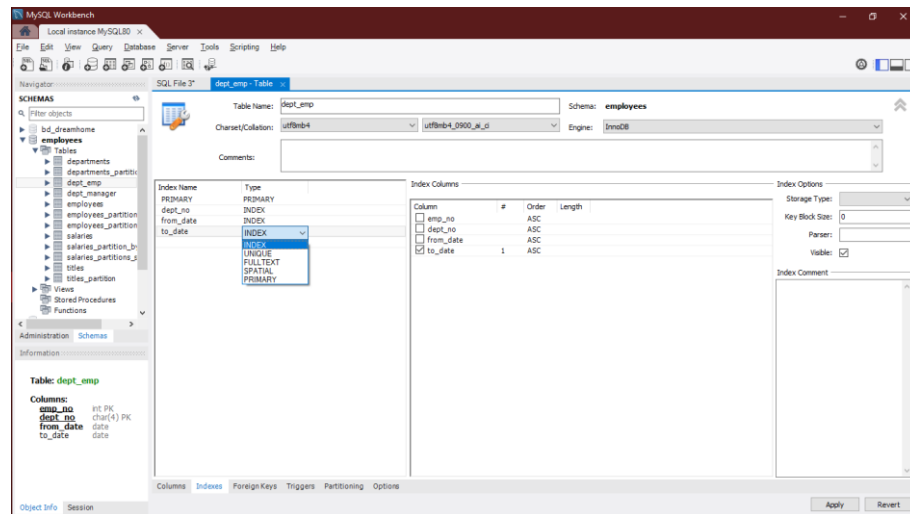 MySQL Workbench
Local instance MySQL80 ×
File Edit View Query Database Server Tools Scripting Help
Navigator
SQL File 3* dept_emp - Table ×
SCHEMAS
Filter objects
bd_dreamhome
employees
Tables
departments
departments_partitic
dept_emp
dept_manager
employees
employees_partition
employees_partition
salaries
salaries_partition_by
salaries_partitions_s
titles
titles_partition
Views
Stored Procedures
Functions
Administration Schemas
Information
Table: dept_emp
Columns:
emp_no int PK
dept_no char(4) PK
from_date date
to_date date
Object Info Session
Table Name: dept_emp Schema: employees
Charset/Collation: utf8mb4 utf8mb4_0900_ai_ci Engine: InnoDB
Comments:
Index Name Type
PRIMARY PRIMARY
dept_no INDEX
from_date INDEX
to_date INDEX
INDEX
UNIQUE
FULLTEXT
SPATIAL
PRIMARY
Index Columns
Column # Order Length
emp_no ASC
dept_no ASC
from_date ASC
to_date 1 ASC
Index Options
Storage Type:
Key Block Size: 0
Parser:
Visible:
Index Comment
Columns Indexes Foreign Keys Triggers Partitioning Options
Apply Revert